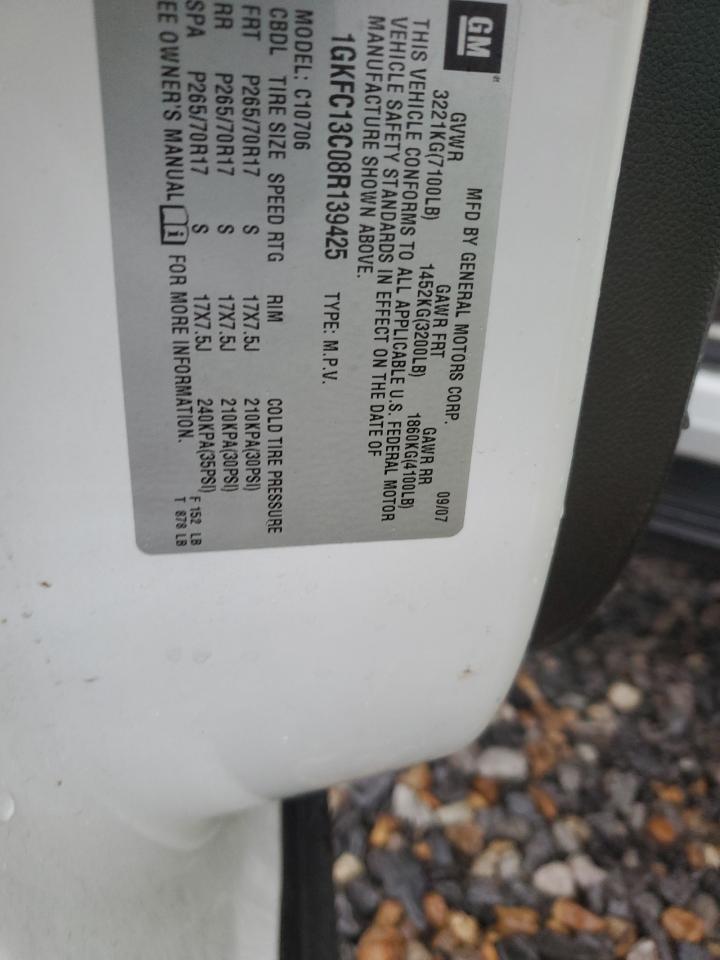 GM
MFD BY GENERAL MOTORS CORP. 09/07
GVWR GAWR FRT GAWR RR
3221KG(7100LB) 1452KG(3200LB) 1860KG(4100LB)
THIS VEHICLE CONFORMS TO ALL APPLICABLE U.S. FEDERAL MOTOR
VEHICLE SAFETY STANDARDS IN EFFECT ON THE DATE OF
MANUFACTURE SHOWN ABOVE.
1GKFC13C08R139425 TYPE: M.P.V.
MODEL: C10706
CBDL TIRE SIZE SPEED RTG RIM COLD TIRE PRESSURE
FRT P265/70R17 S 17X7.5J 210KPA(30PSI)
RR P265/70R17 S 17X7.5J 210KPA(30PSI)
SPA P265/70R17 S 17X7.5J 240KPA(35PSI) F 152 LB
EE OWNER'S MANUAL i FOR MORE INFORMATION. T 878 LB